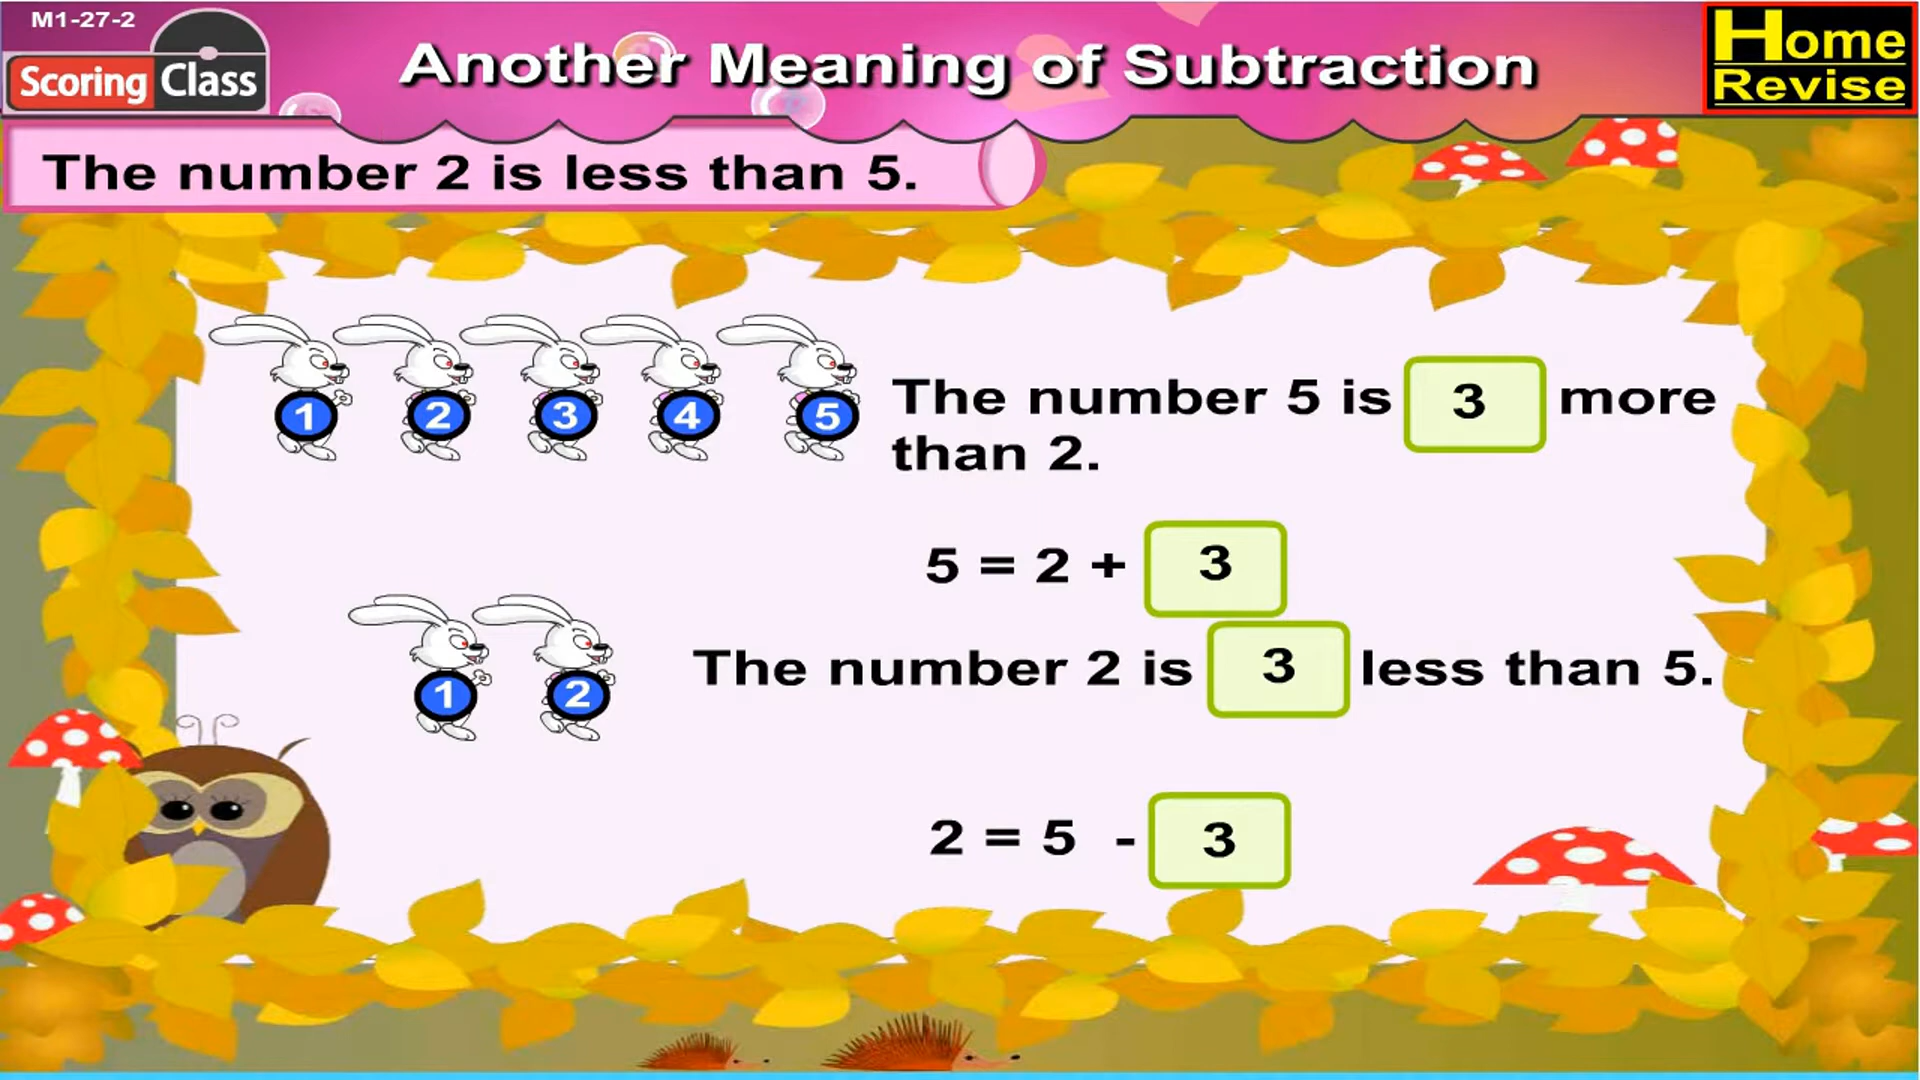 M1-27-2
Scoring Class
Another Meaning of Subtraction
Home
Revise
The number 2 is less than 5.
1 2 3 4 5
The number 5 is 3 more
than 2.
5 = 2 + 3
1 2
The number 2 is 3 less than 5.
2 = 5 - 3